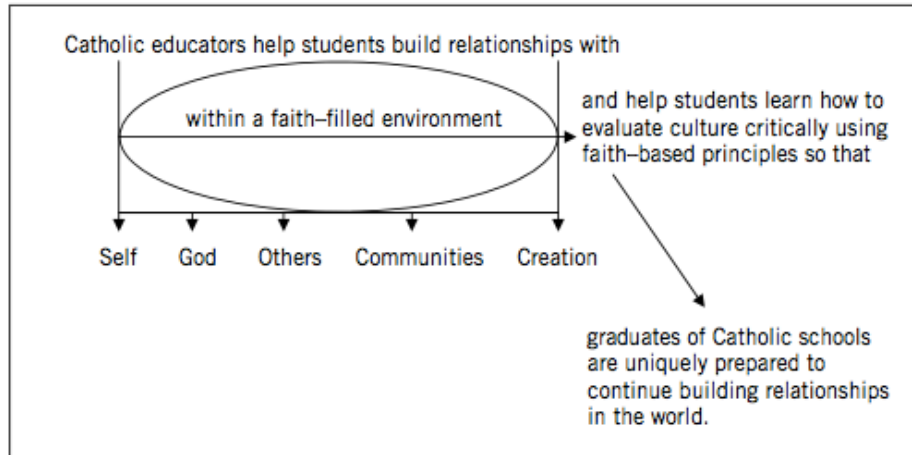 Catholic educators help students build relationships with
within a faith–filled environment
and help students learn how to
evaluate culture critically using
faith–based principles so that
Self God Others Communities Creation
graduates of Catholic schools
are uniquely prepared to
continue building relationships
in the world.